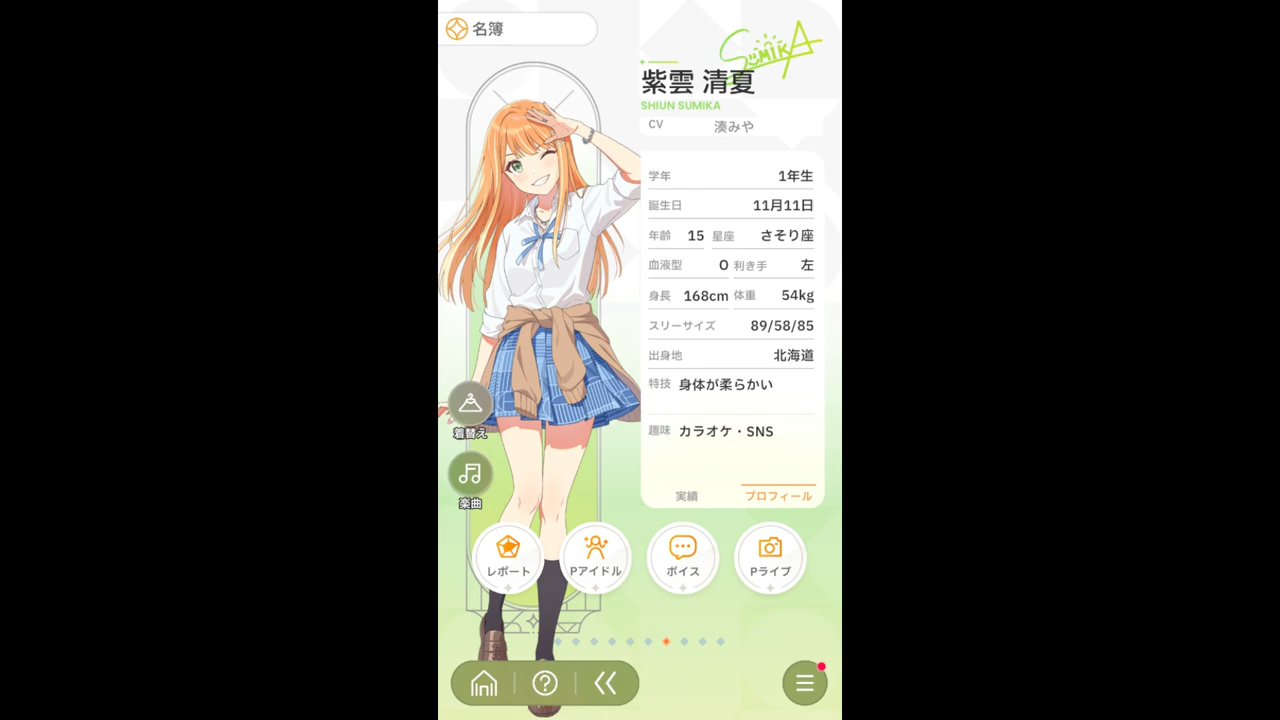 名簿
SUMIKA
紫雲 清夏
SHIUN SUMIKA
CV 湊みや
学年 1年生
誕生日 11月11日
年齢 15 星座 さそり座
血液型 O 利き手 左
身長 168cm 体重 54kg
スリーサイズ 89/58/85
出身地 北海道
特技 身体が柔らかい
趣味 カラオケ・SNS
着替え
実績 プロフィール
楽曲
レポート Pアイドル ボイス Pライブ